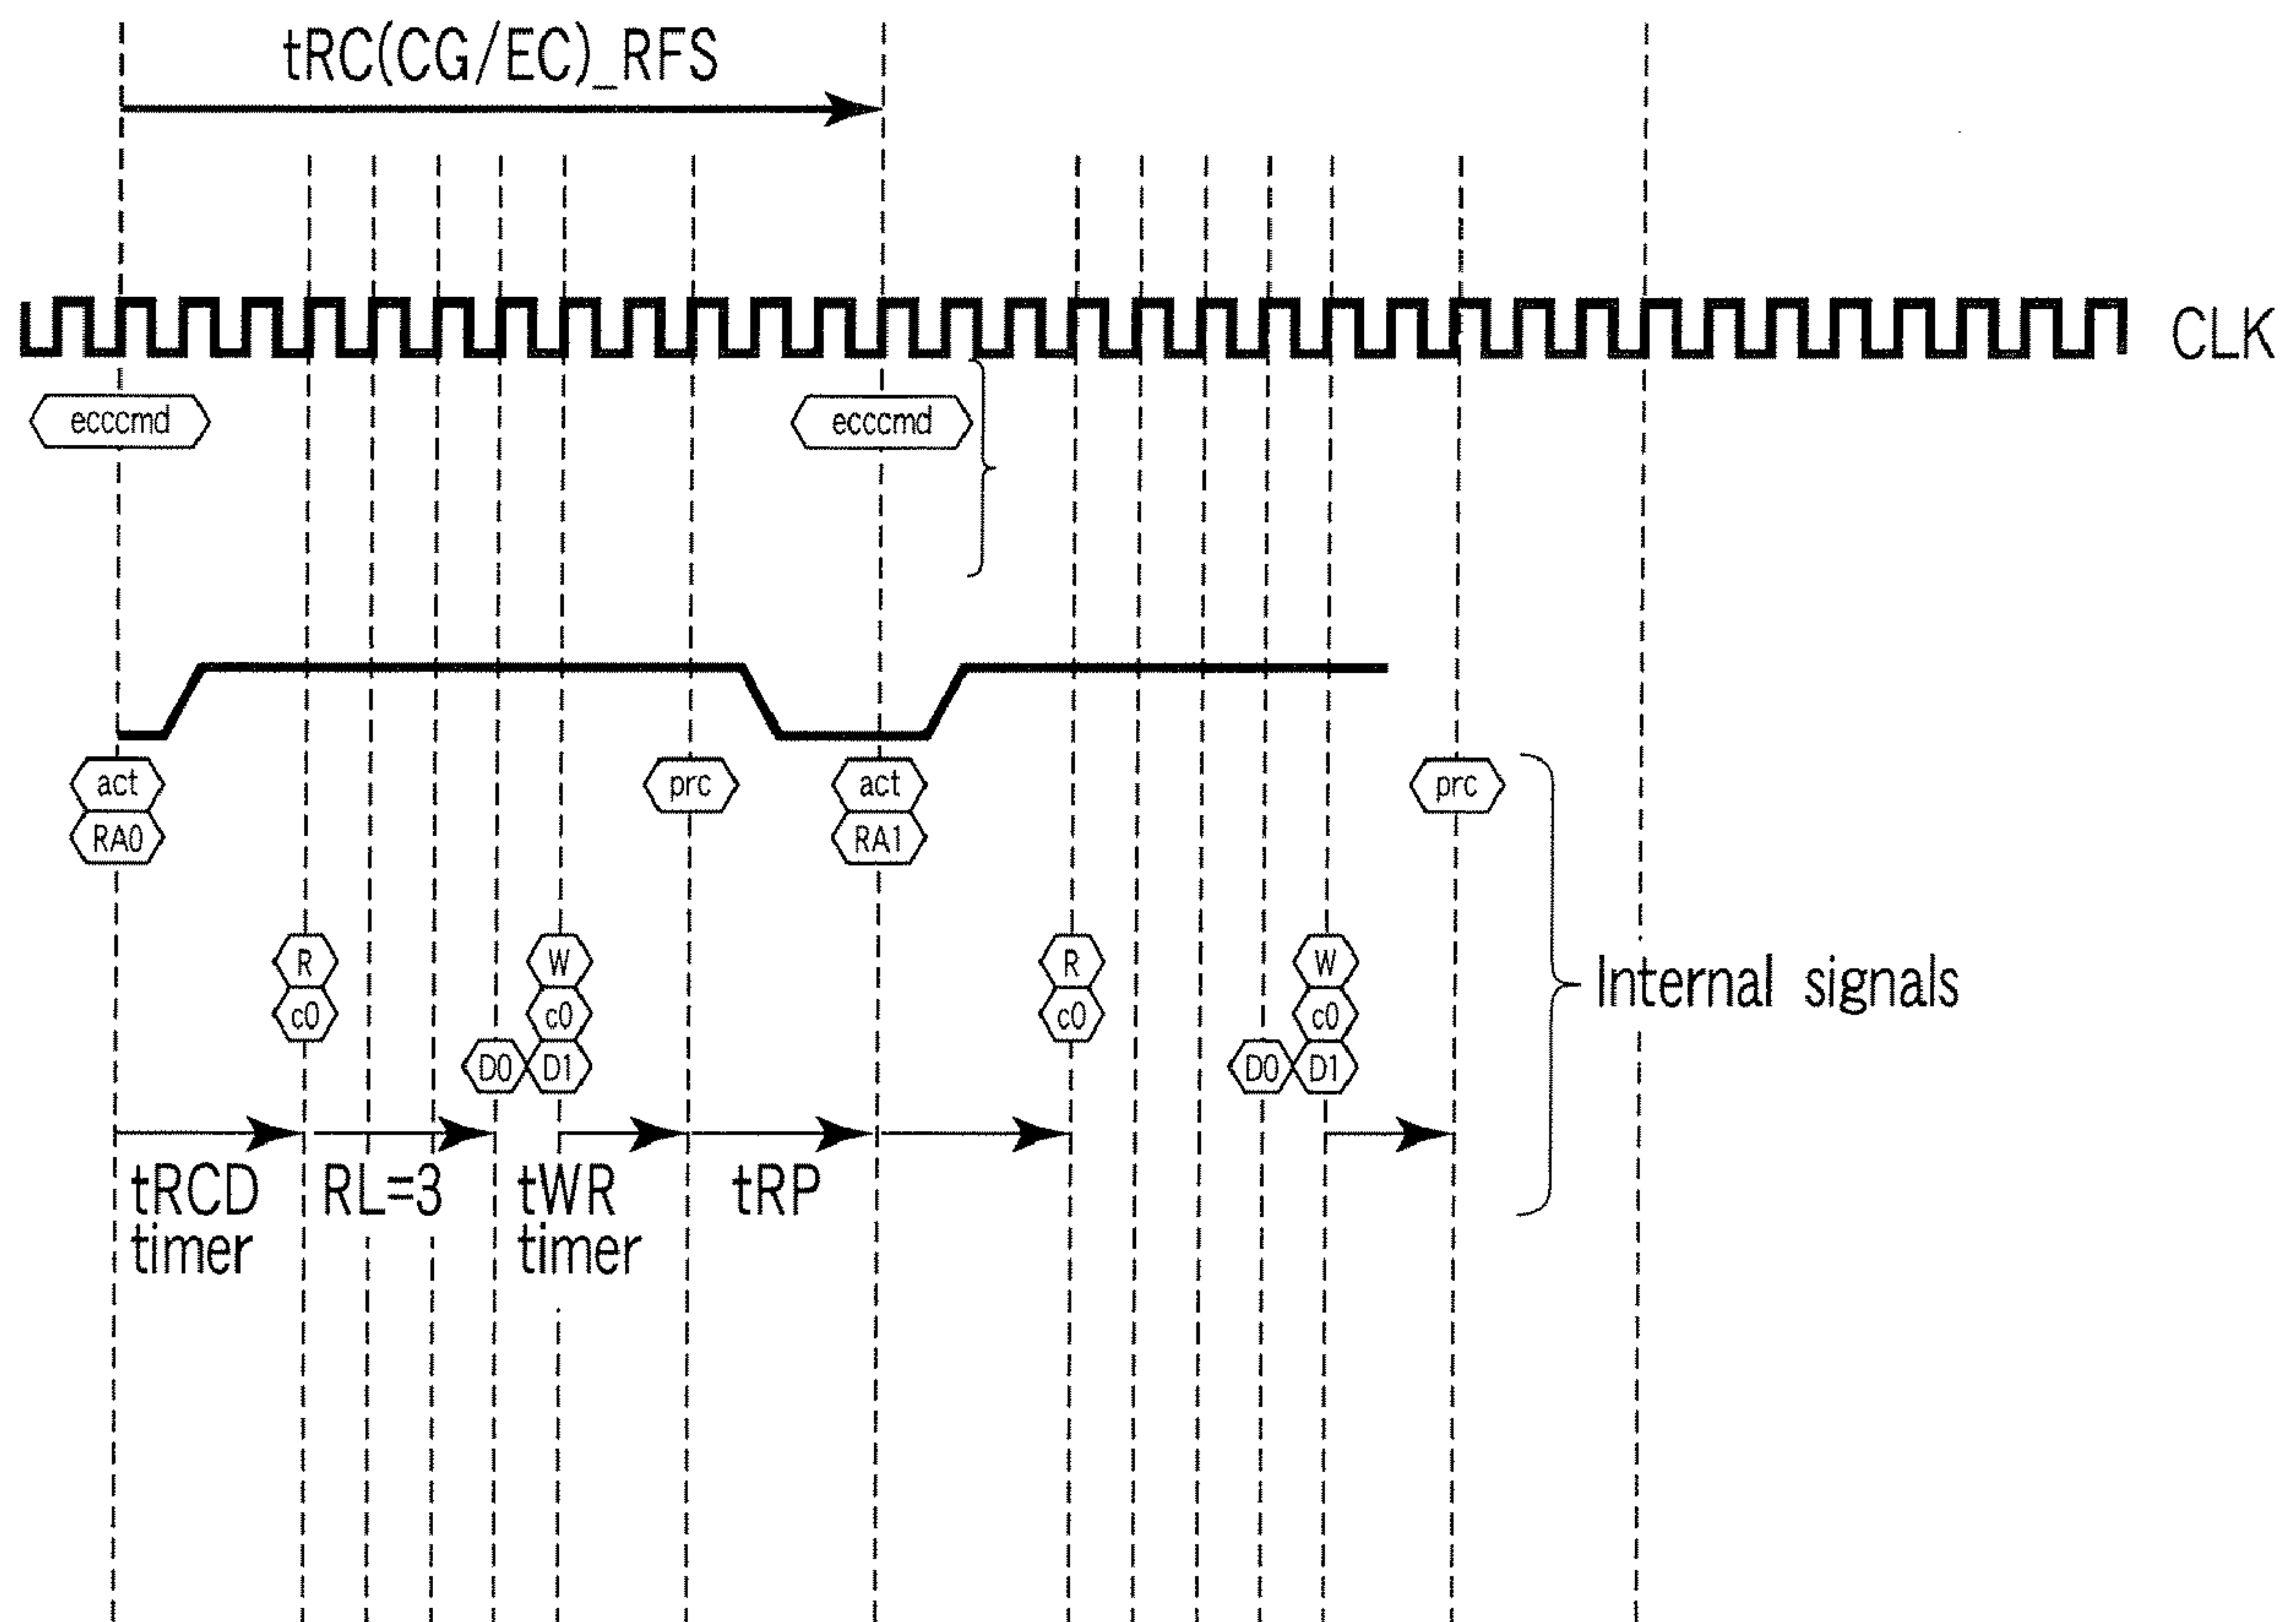 tRC(CG/EC)_RFS
CLK
ecccmd ecccmd
act prc act prc
RA0 RA1
R W R W
c0 c0 c0 c0
Internal signals
D0 D1 D0 D1
tRCD RL=3 tWR tRP
timer timer